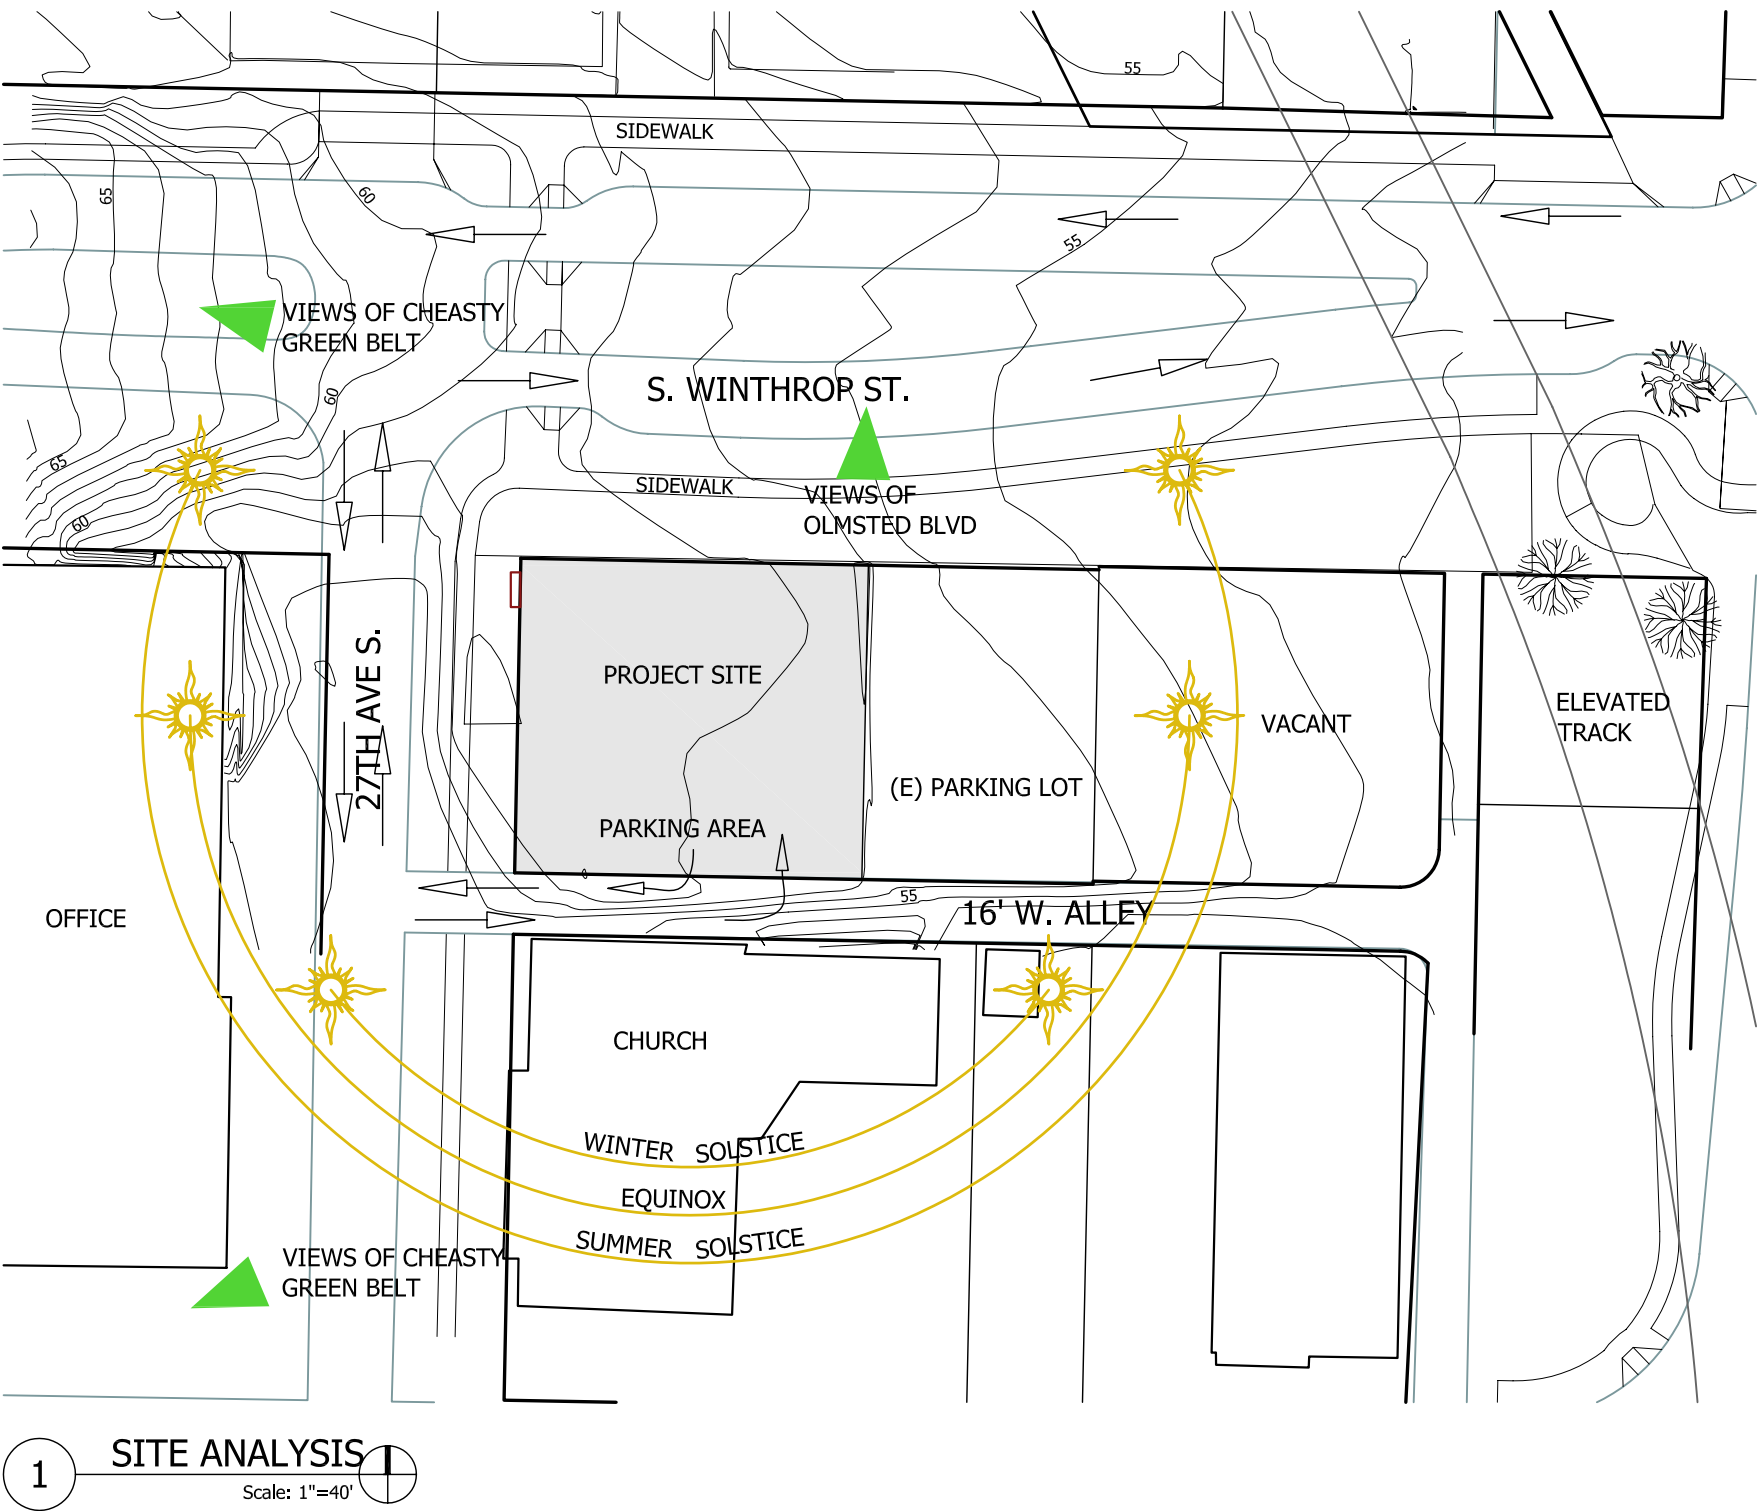 55
SIDEWALK
65
60
55
VIEWS OF CHEASTY
GREEN BELT
60
S. WINTHROP ST.
65
SIDEWALK
VIEWS OF
OLMSTED BLVD
60
27TH AVE S.
PROJECT SITE
VACANT
ELEVATED
TRACK
(E) PARKING LOT
PARKING AREA
55
OFFICE
16' W. ALLEY
CHURCH
WINTER SOLSTICE
EQUINOX
SUMMER SOLSTICE
VIEWS OF CHEASTY
GREEN BELT
1
SITE ANALYSIS
Scale: 1"=40'